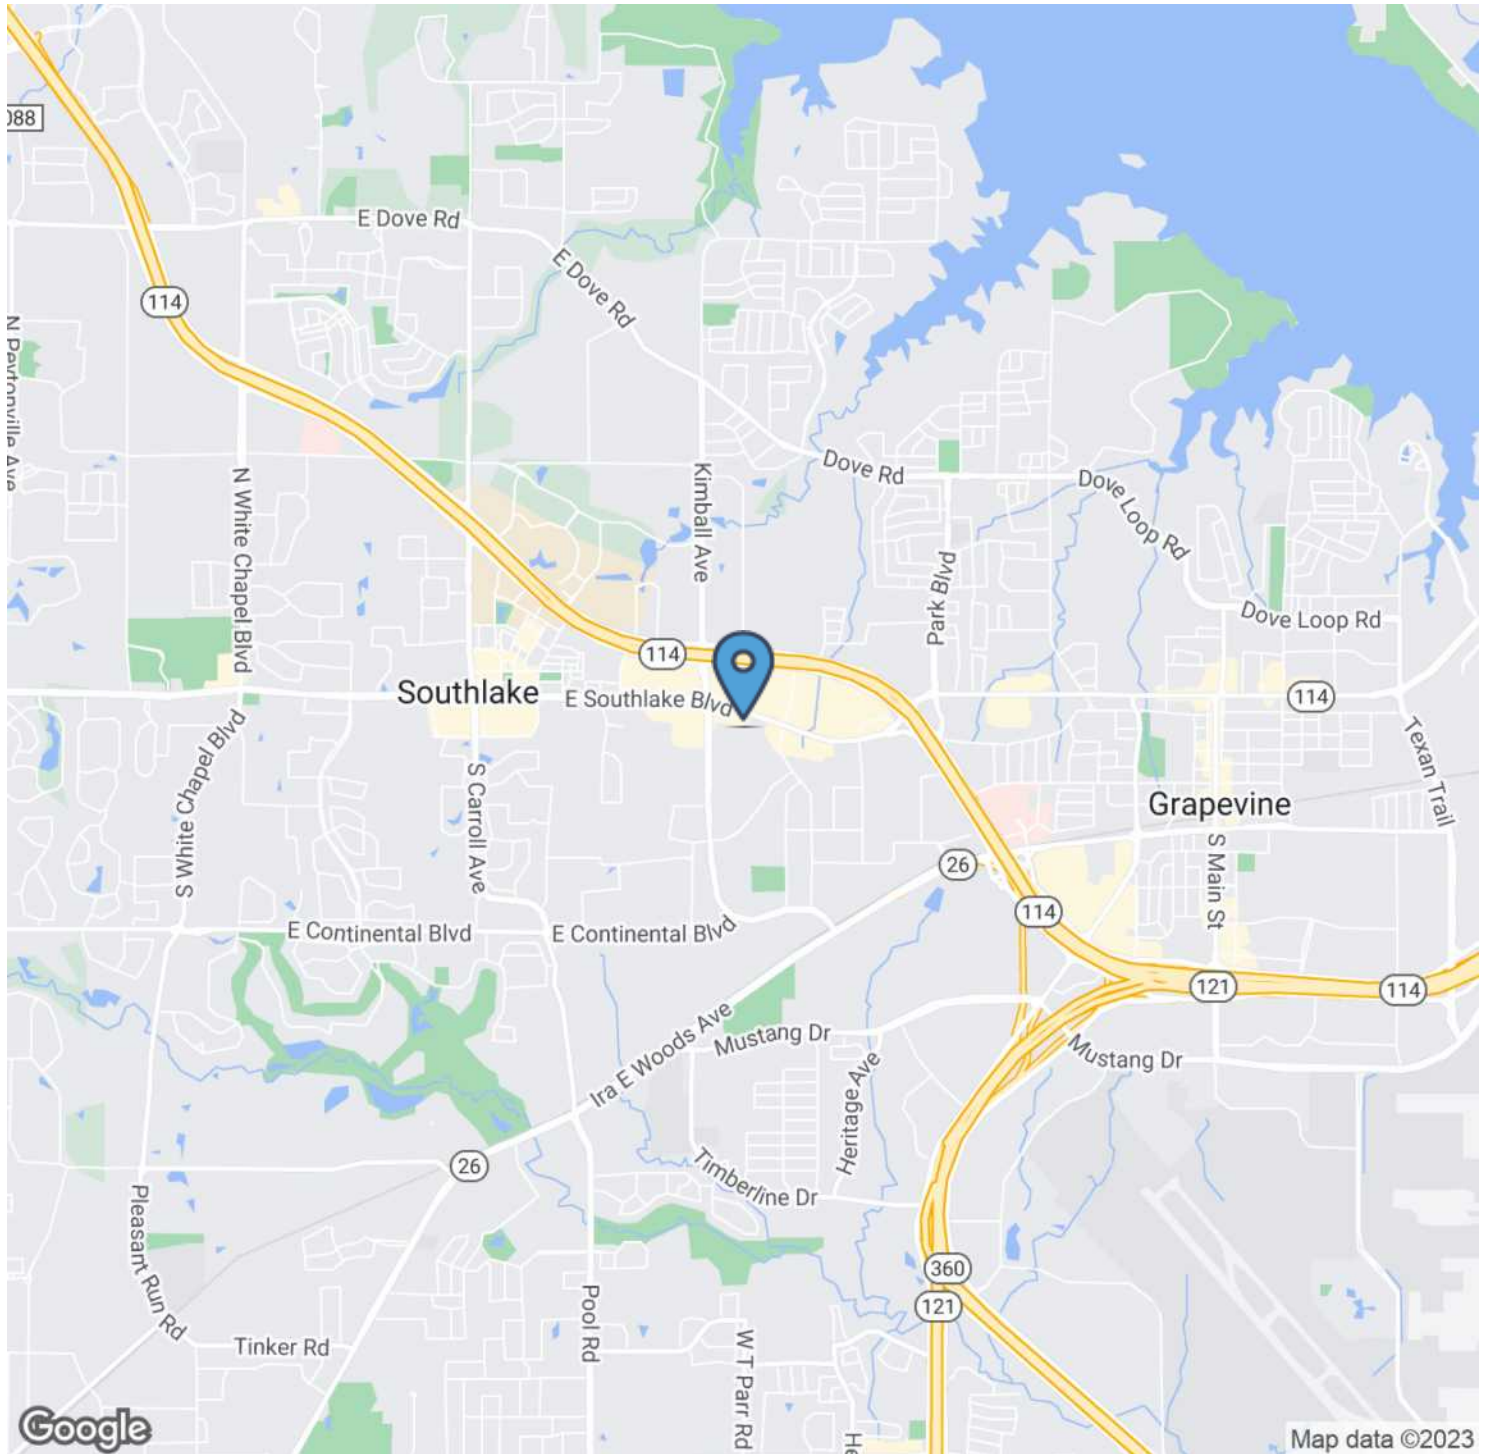 088
E Dove Rd
E Dove Rd
114
N Peytonville Ave
Dove Rd
Kimball Ave
N White Chapel Blvd
Dove Loop Rd
Park Blvd
Dove Loop Rd
114
Southlake
E Southlake Blvd
114
S White Chapel Blvd
Texan Trail
S Carroll Ave
Grapevine
S Main St
26
114
E Continental Blvd
E Continental Blvd
121
114
Ira E Woods Ave
Mustang Dr
Mustang Dr
Heritage Ave
26
Timberline Dr
Pleasant Run Rd
360
121
Pool Rd
Tinker Rd
W T Parr Rd
He
Google
Map data ©2023